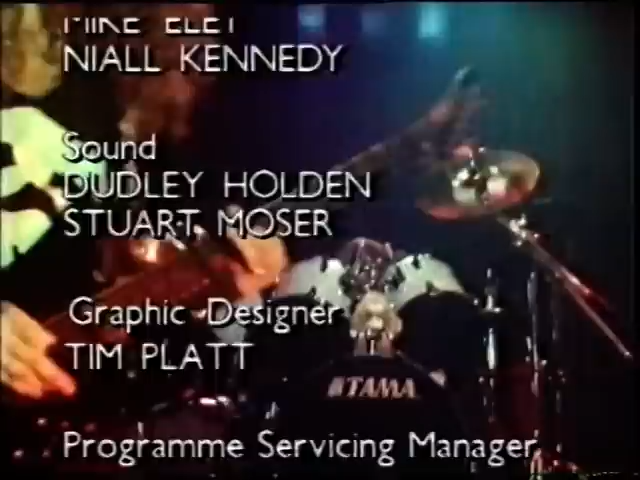 NIALL KENNEDY
Sound
DUDLEY HOLDEN
STUART MOSER
Graphic Designer
TIM PLATT
TAMA
Programme Servicing Manager